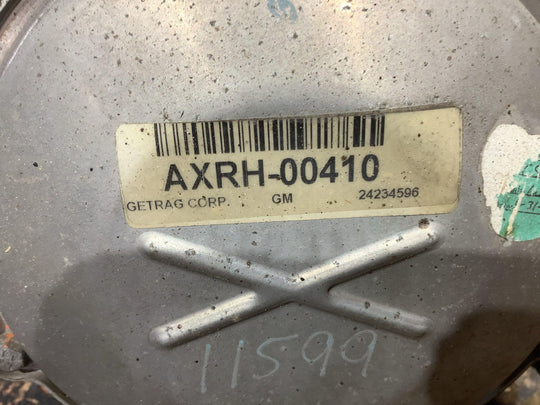 AXRH-00410
GETRAG CORP. GM 24234596
11599